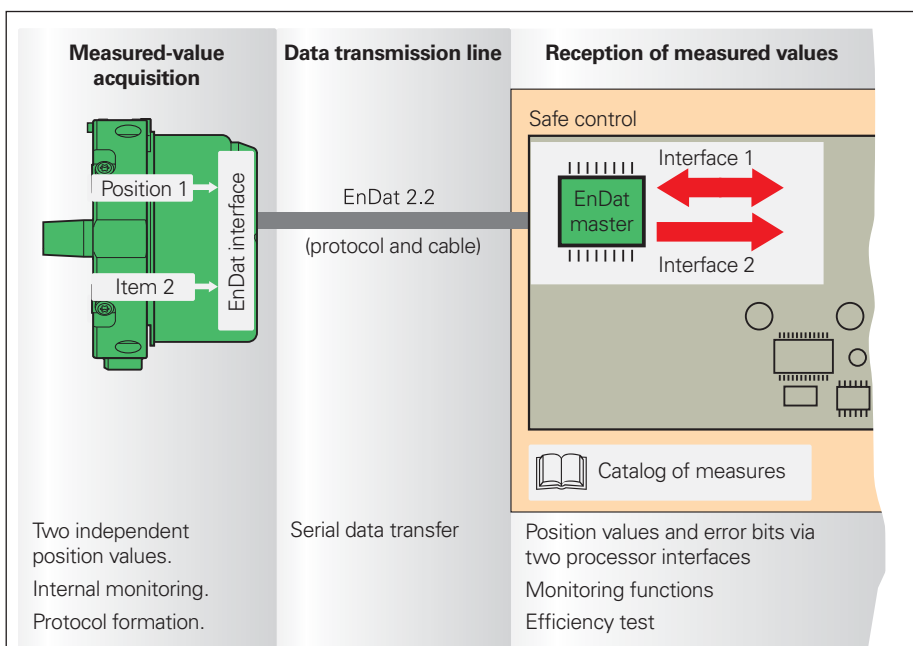 Measured-value
acquisition
Data transmission line
Reception of measured values
Position 1
Item 2
EnDat interface
EnDat 2.2
(protocol and cable)
Safe control
EnDat
master
Interface 1
Interface 2
Catalog of measures
Two independent
position values.
Internal monitoring.
Protocol formation.
Serial data transfer
Position values and error bits via
two processor interfaces
Monitoring functions
Efficiency test